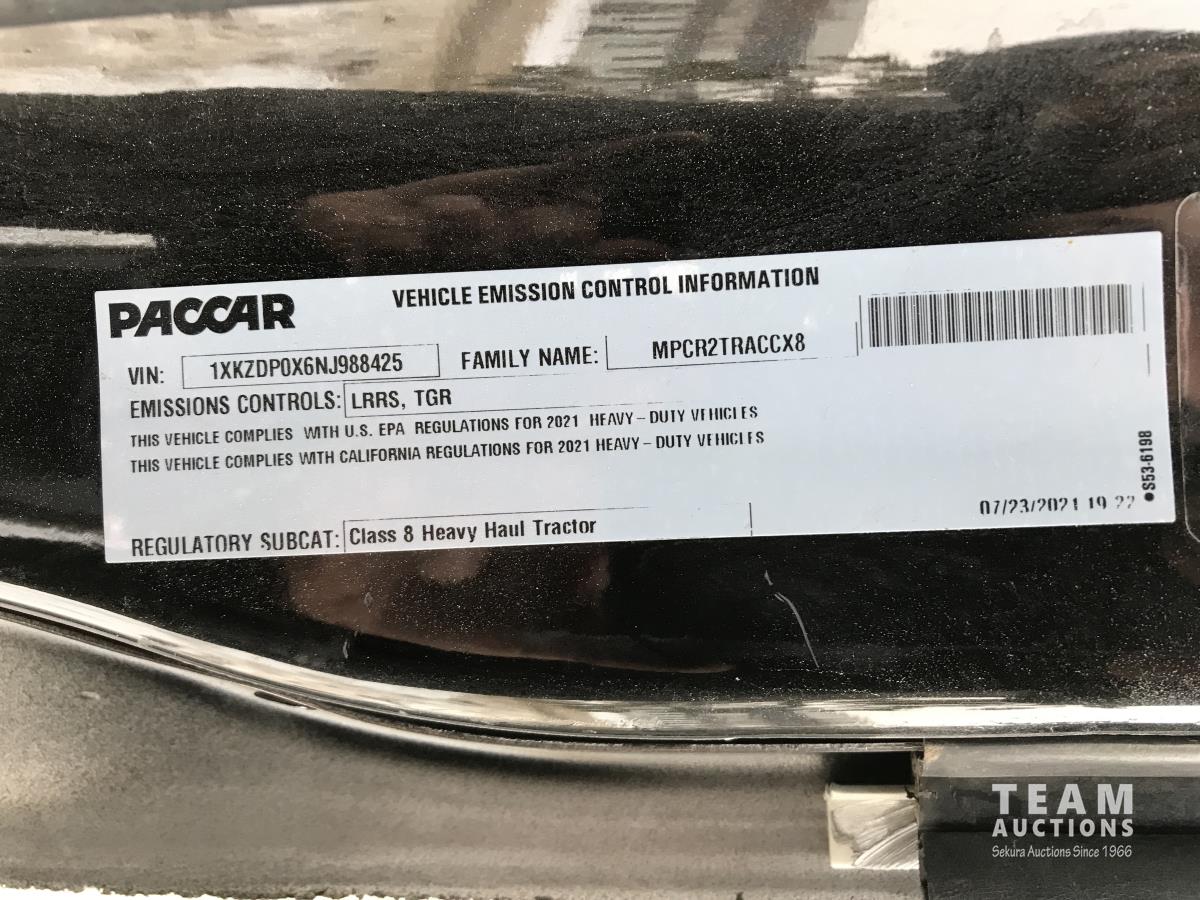 PACCAR
VEHICLE EMISSION CONTROL INFORMATION
VIN: 1XKZDP0X6NJ988425 FAMILY NAME: MPCR2TRACCX8
EMISSIONS CONTROLS: LRRS, TGR
THIS VEHICLE COMPLIES WITH U.S. EPA REGULATIONS FOR 2021 HEAVY-DUTY VEHICLES
THIS VEHICLE COMPLIES WITH CALIFORNIA REGULATIONS FOR 2021 HEAVY-DUTY VEHICLES
REGULATORY SUBCAT: Class 8 Heavy Haul Tractor
07/23/2021 19 22
●S53-6198
TEAM
AUCTIONS
Sekura Auctions Since 1966